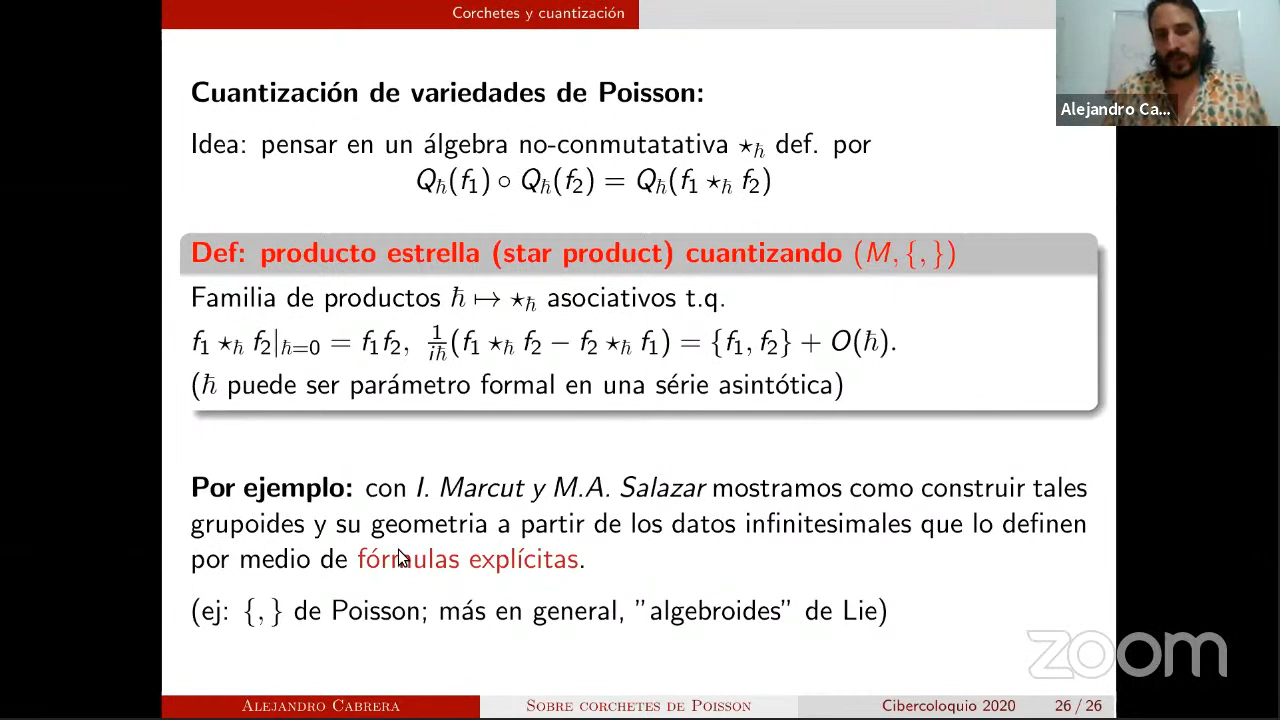 Corchetes y cuantización
Alejandro Ca...
Cuantización de variedades de Poisson:
Idea: pensar en un álgebra no-conmutatativa ⋆ℏ def. por
Qℏ(f₁) ∘ Qℏ(f₂) = Qℏ(f₁ ⋆ℏ f₂)
Def: producto estrella (star product) cuantizando (M, {, })
Familia de productos ℏ ↦ ⋆ℏ asociativos t.q.
f₁ ⋆ℏ f₂|ℏ=0 = f₁f₂, 1/iℏ (f₁ ⋆ℏ f₂ − f₂ ⋆ℏ f₁) = {f₁, f₂} + O(ℏ).
(ℏ puede ser parámetro formal en una série asintótica)
Por ejemplo: con I. Marcut y M.A. Salazar mostramos como construir tales
grupoides y su geometria a partir de los datos infinitesimales que lo definen
por medio de fórmulas explícitas.
(ej: {, } de Poisson; más en general, ”algebroides” de Lie)
zoom
Alejandro Cabrera
Sobre corchetes de Poisson
Cibercoloquio 2020
26 / 26